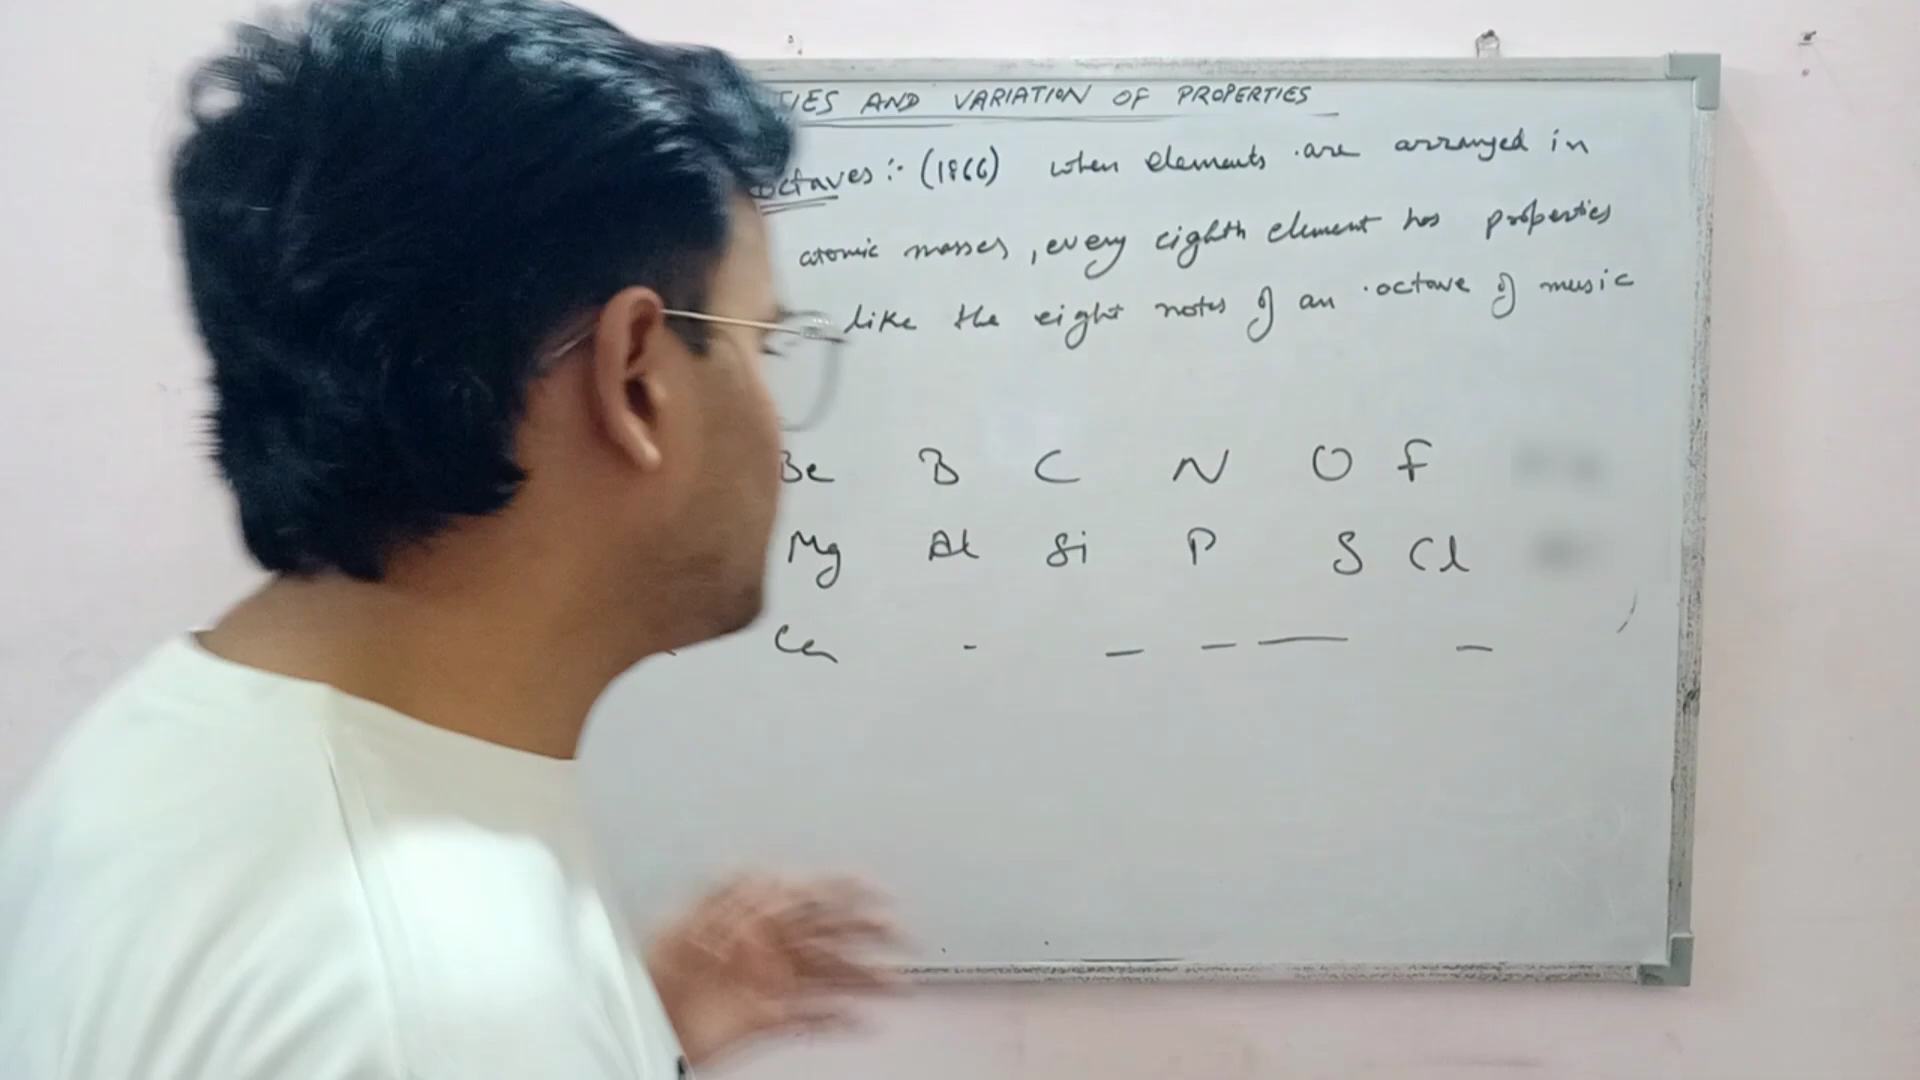 TIES AND VARIATION OF PROPERTIES
octaves :- (1866) when elements are arranged in
atomic masses, every eighth element has properties
like the eight notes of an octave of music
Be B C N O F
Mg Al Si P S Cl
Ca - — — — —